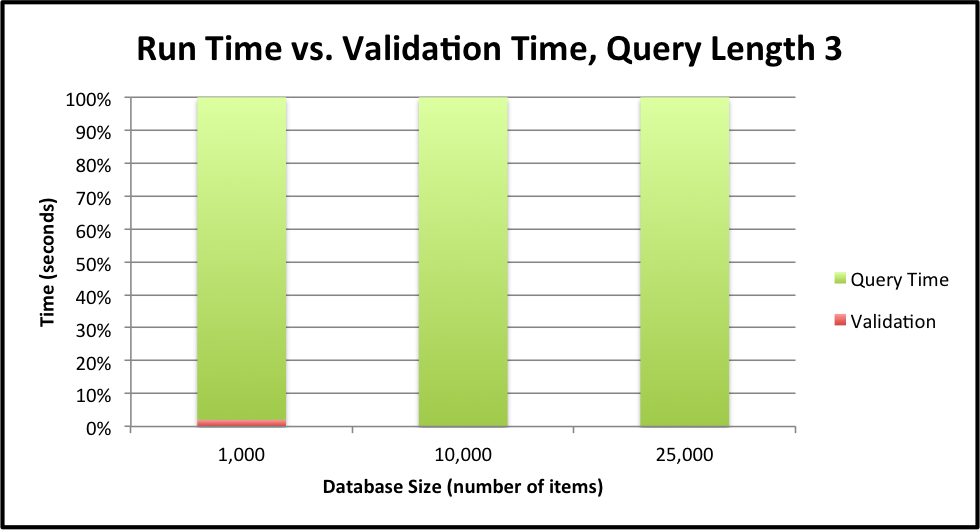 Run Time vs. Validation Time, Query Length 3
100%
90%
80%
70%
60%
50%
40%
30%
20%
10%
0%
Time (seconds)
1,000
10,000
25,000
Database Size (number of items)
Query Time
Validation